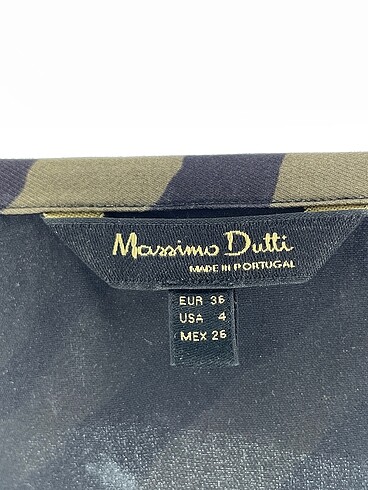 Massimo Dutti
MADE IN PORTUGAL
EUR 36
USA 4
MEX 26